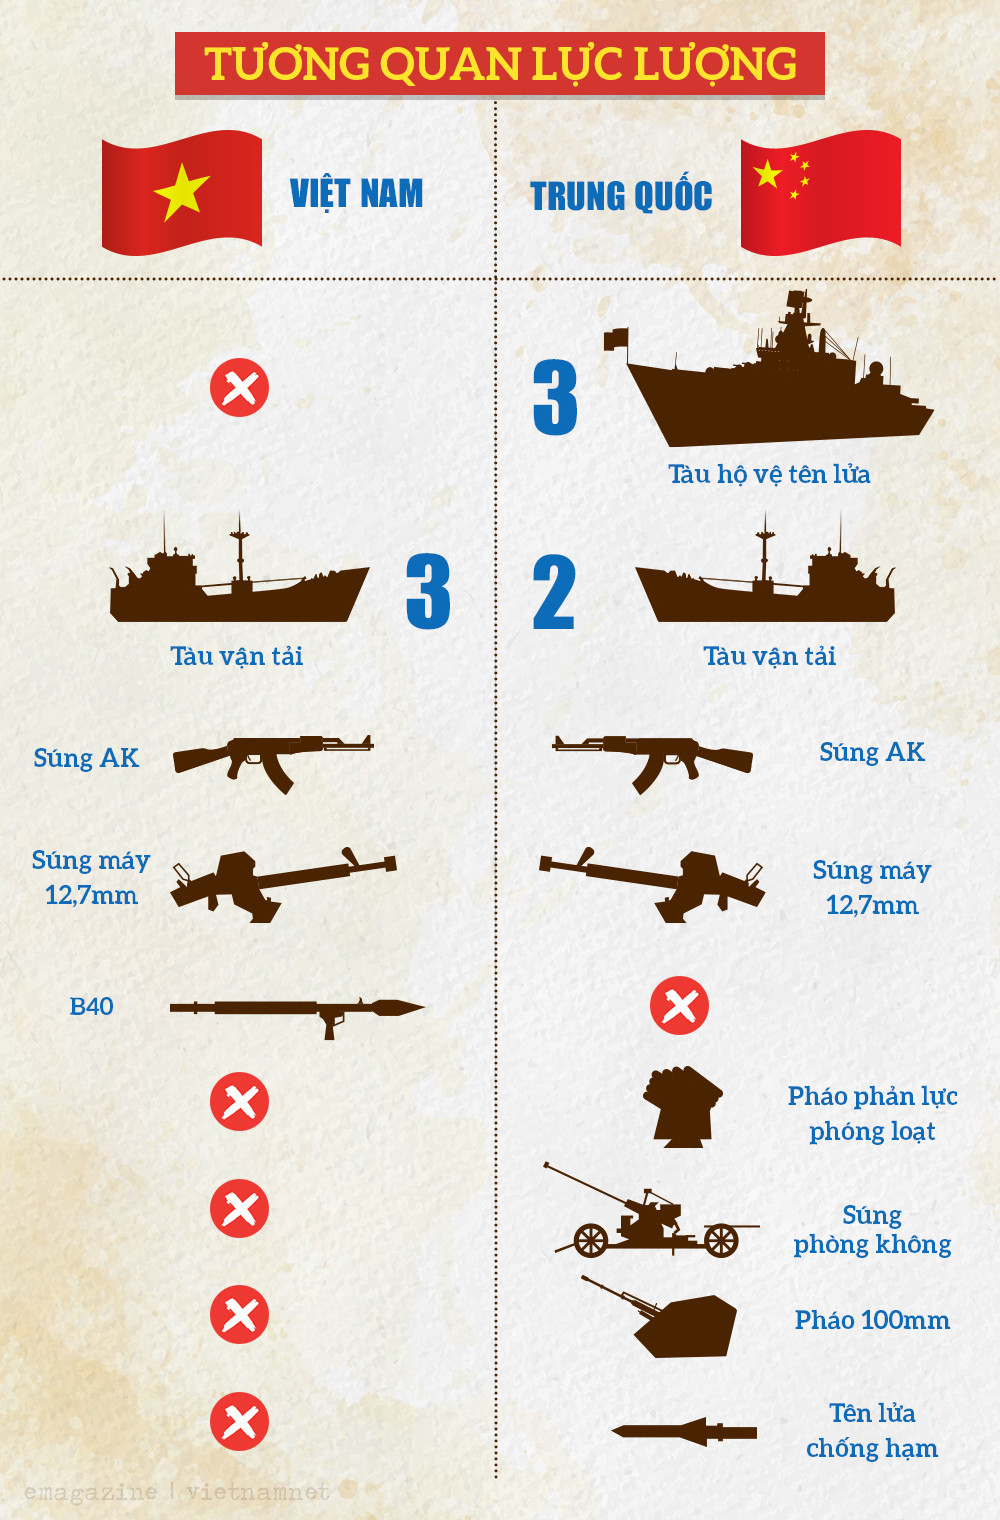 TƯƠNG QUAN LỰC LƯỢNG
VIỆT NAM
TRUNG QUỐC
3
Tàu hộ vệ tên lửa
3
2
Tàu vận tải
Tàu vận tải
Súng AK
Súng AK
Súng máy
12,7mm
Súng máy
12,7mm
B40
Pháo phản lực
phóng loạt
Súng
phòng không
Pháo 100mm
Tên lửa
chống hạm
emagazine | vietnamnet